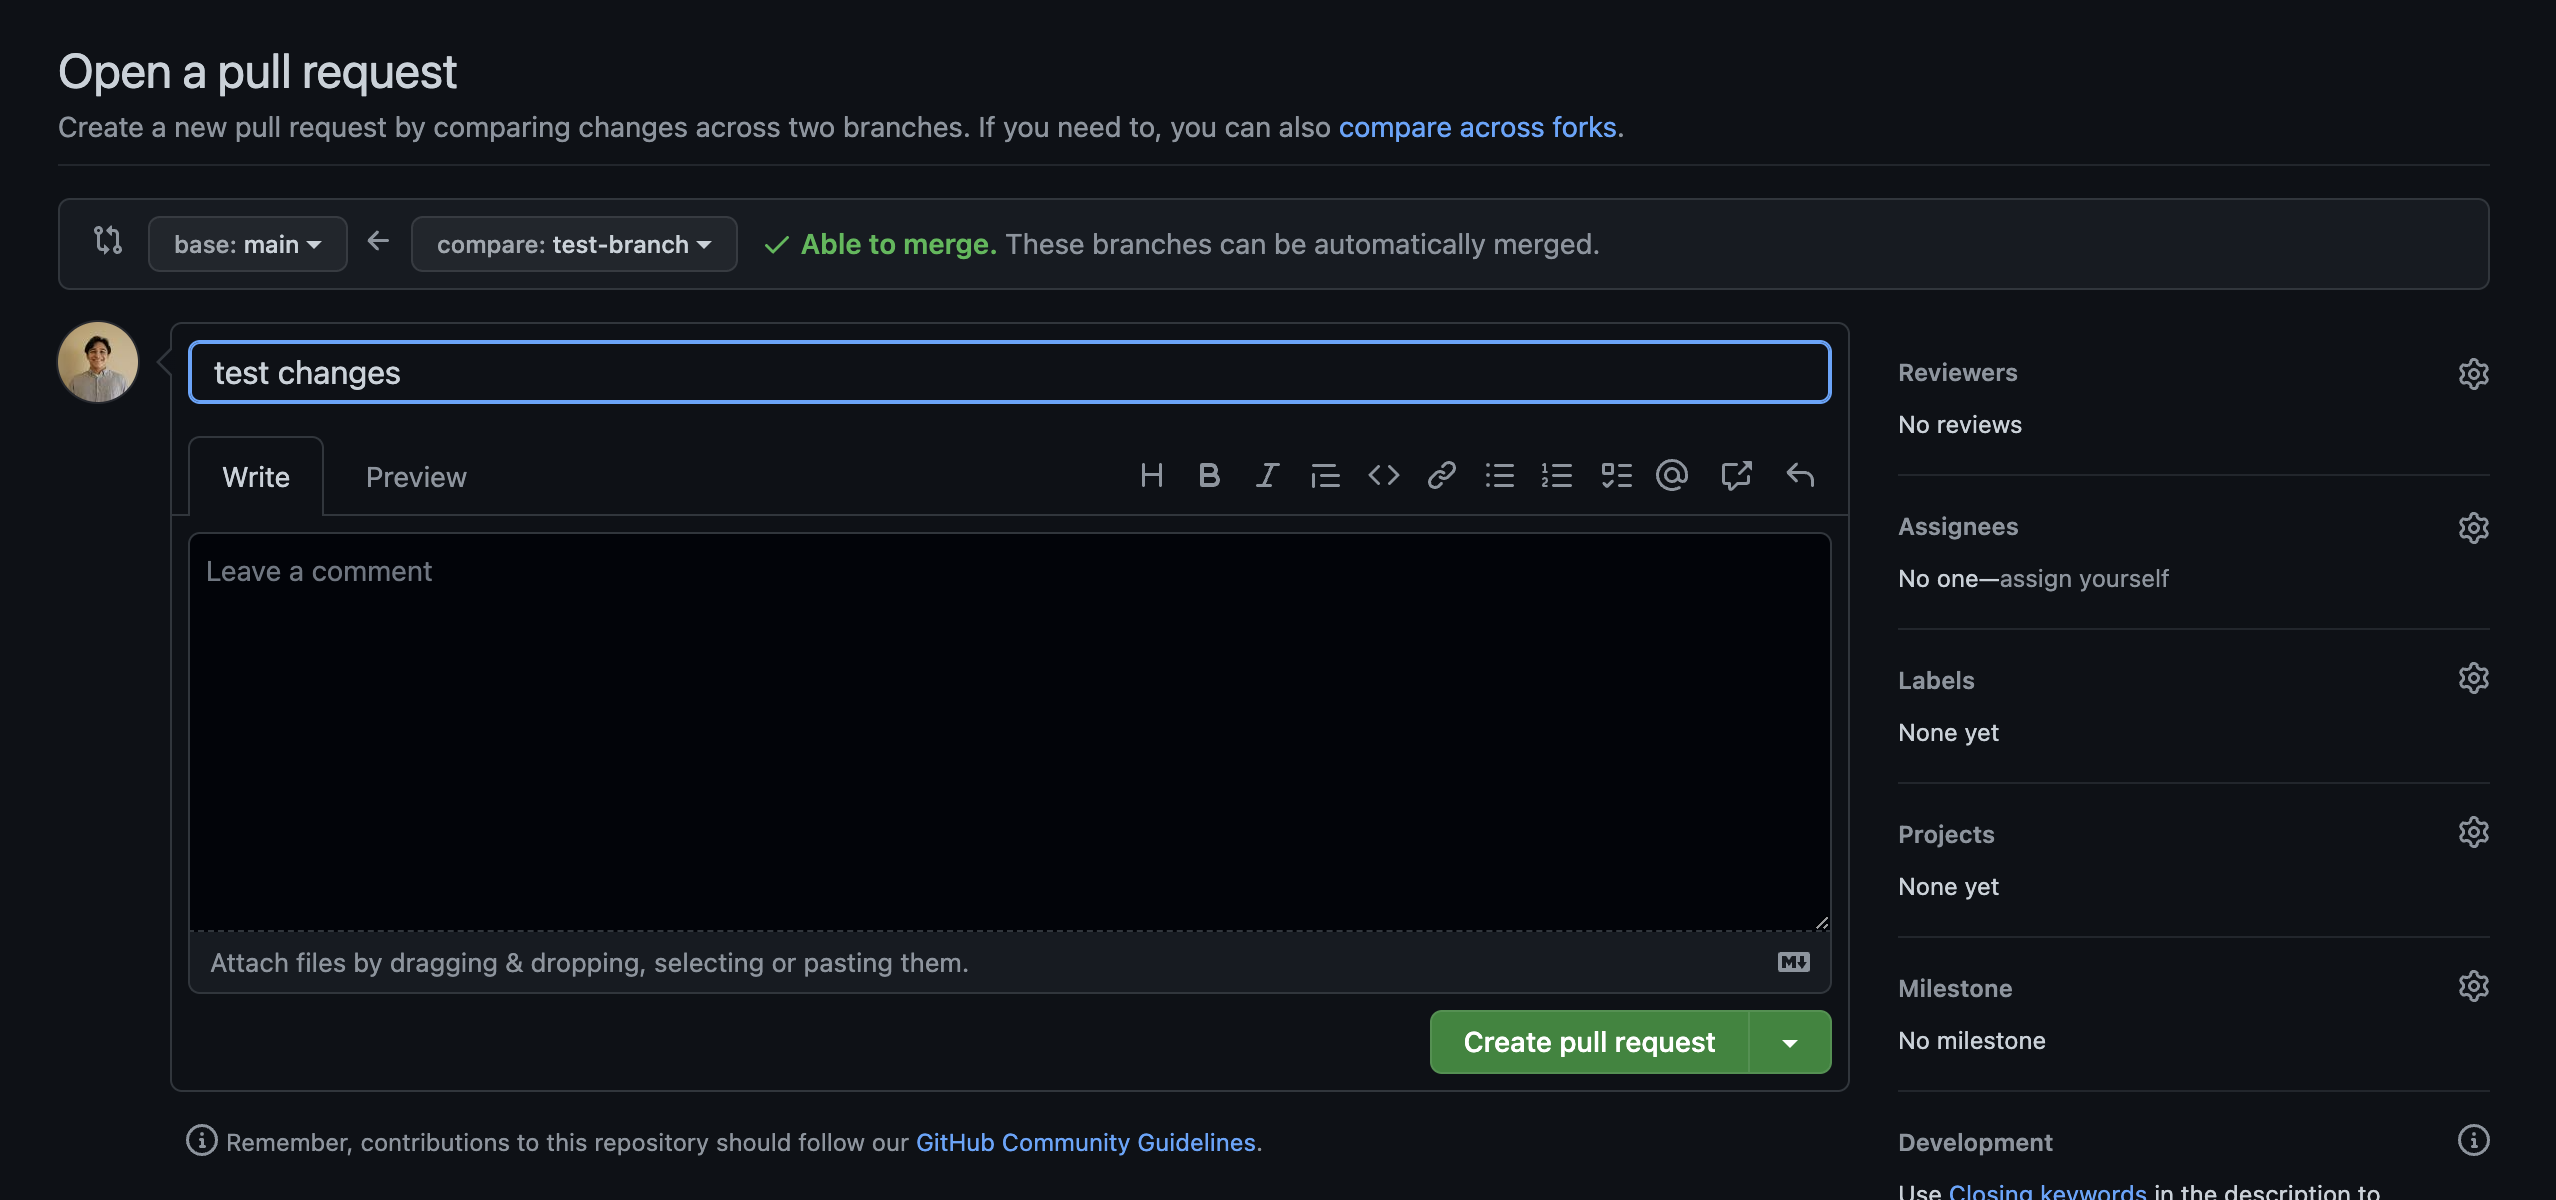 Open a pull request
Create a new pull request by comparing changes across two branches. If you need to, you can also compare across forks.
base: main
compare: test-branch
Able to merge. These branches can be automatically merged.
test changes
Write
Preview
Leave a comment
Attach files by dragging & dropping, selecting or pasting them.
Create pull request
Remember, contributions to this repository should follow our GitHub Community Guidelines.
Reviewers
No reviews
Assignees
No one—assign yourself
Labels
None yet
Projects
None yet
Milestone
No milestone
Development
Use Closing keywords in the description to